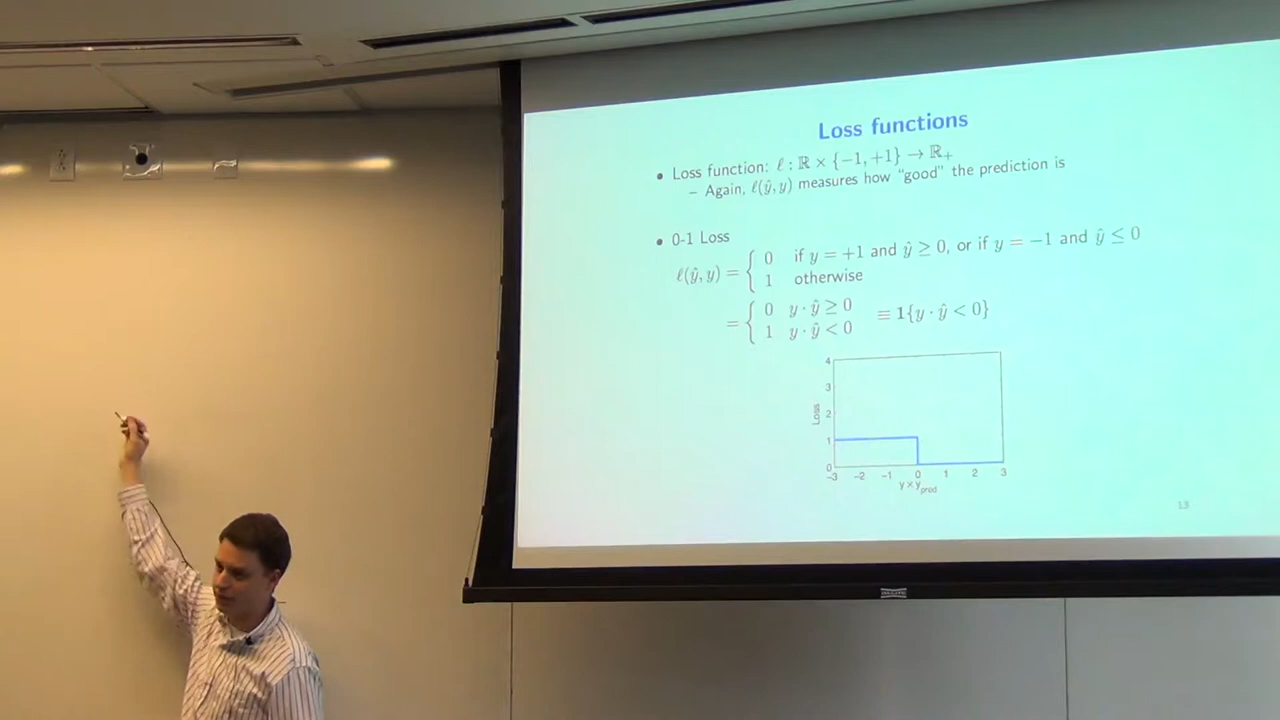 Loss functions
• Loss function: ℓ : ℝ × {−1, +1} → ℝ₊
– Again, ℓ(ŷ, y) measures how “good” the prediction is
• 0-1 Loss
ℓ(ŷ, y) = { 0 if y = +1 and ŷ ≥ 0, or if y = −1 and ŷ ≤ 0
1 otherwise
= { 0 y · ŷ ≥ 0
1 y · ŷ < 0 ≡ 1{y · ŷ < 0}
4
3
2
1
0
Loss
−3 −2 −1 0 1 2 3
y × y_pred
13